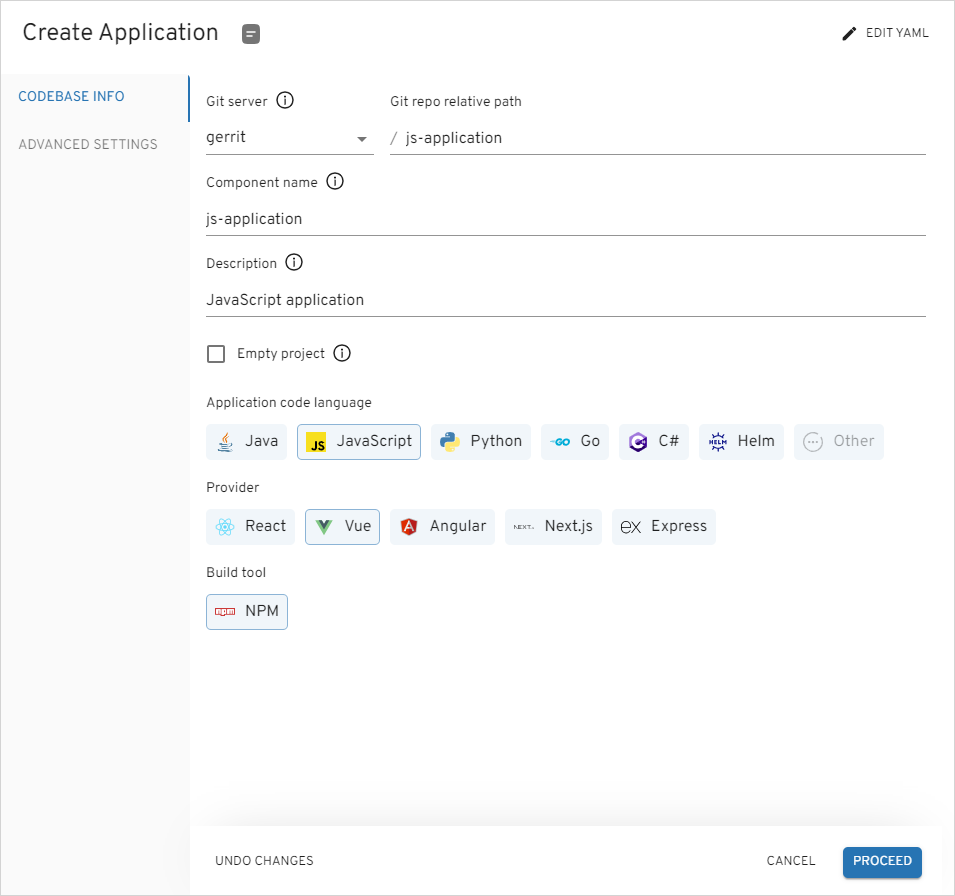 Create Application
EDIT YAML
CODEBASE INFO
ADVANCED SETTINGS
Git server
Git repo relative path
gerrit
/ js-application
Component name
js-application
Description
JavaScript application
Empty project
Application code language
Java JS JavaScript Python GO Go C# HELM Helm Other
Provider
React Vue Angular NEXT.JS Next.js ex Express
Build tool
npm NPM
UNDO CHANGES
CANCEL
PROCEED